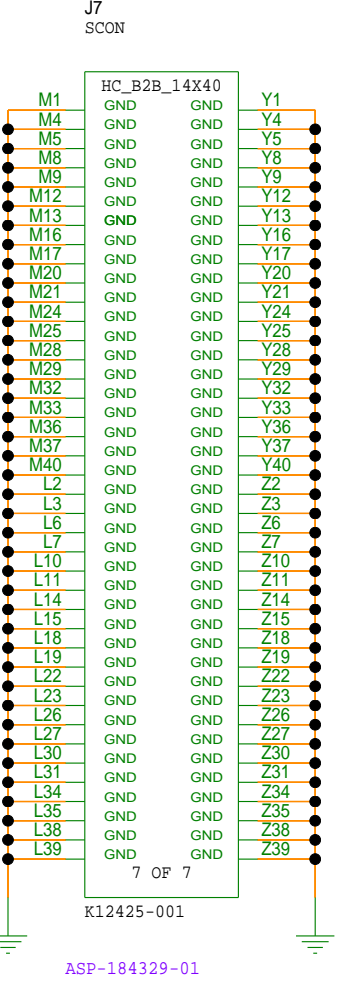 J7
SCON
HC_B2B_14X40
M1 GND GND Y1
M4 GND GND Y4
M5 GND GND Y5
M8 GND GND Y8
M9 GND GND Y9
M12 GND GND Y12
M13 GND GND Y13
M16 GND GND Y16
M17 GND GND Y17
M20 GND GND Y20
M21 GND GND Y21
M24 GND GND Y24
M25 GND GND Y25
M28 GND GND Y28
M29 GND GND Y29
M32 GND GND Y32
M33 GND GND Y33
M36 GND GND Y36
M37 GND GND Y37
M40 GND GND Y40
L2 GND GND Z2
L3 GND GND Z3
L6 GND GND Z6
L7 GND GND Z7
L10 GND GND Z10
L11 GND GND Z11
L14 GND GND Z14
L15 GND GND Z15
L18 GND GND Z18
L19 GND GND Z19
L22 GND GND Z22
L23 GND GND Z23
L26 GND GND Z26
L27 GND GND Z27
L30 GND GND Z30
L31 GND GND Z31
L34 GND GND Z34
L35 GND GND Z35
L38 GND GND Z38
L39 GND GND Z39
7 OF 7
K12425-001
ASP-184329-01